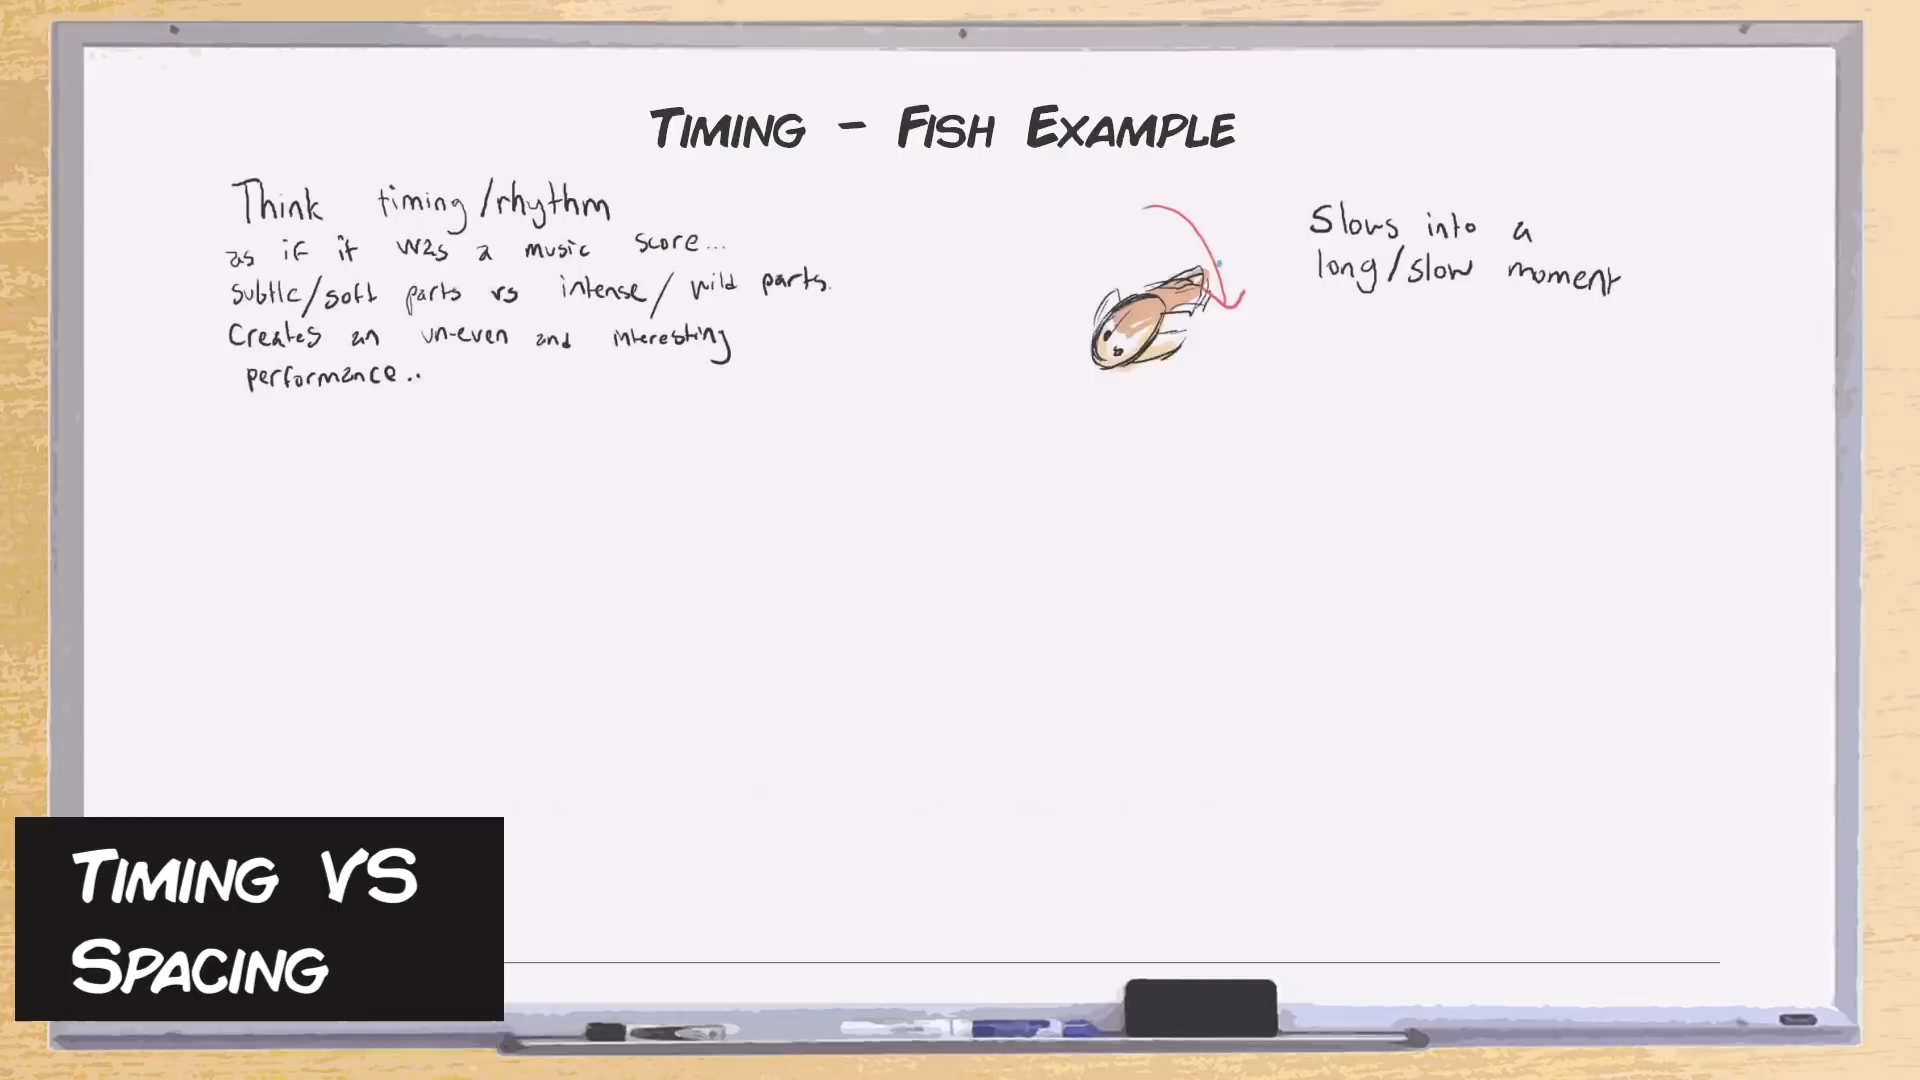 Timing - Fish Example
Think timing/rhythm
as if it was a music score...
subtle/soft parts vs intense/wild parts.
Creates an un-even and interesting
performance..
Slows into a
long/slow moment
Timing VS
Spacing